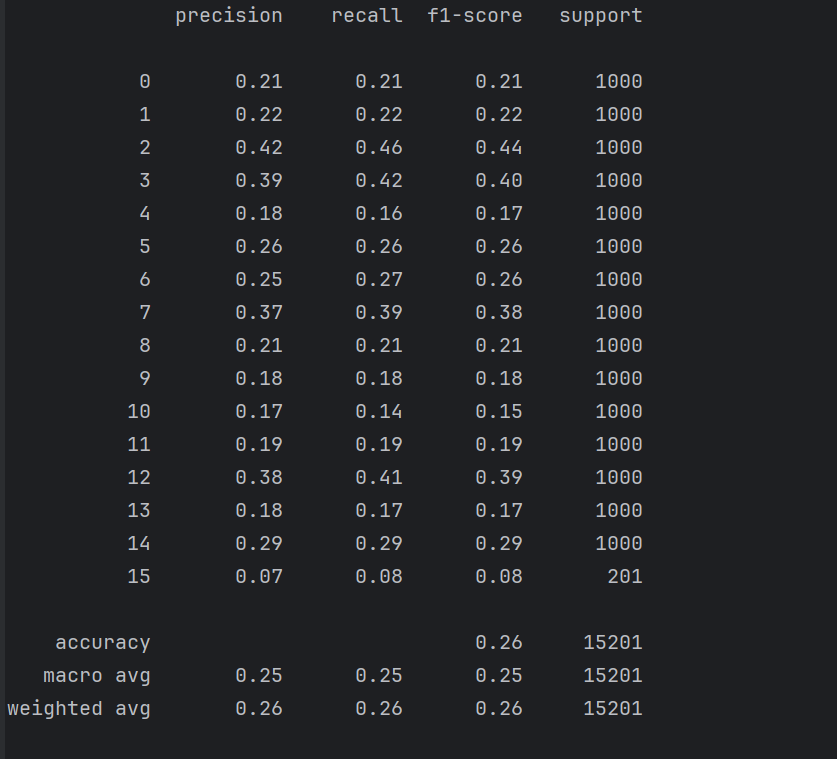 precision recall f1-score support
0 0.21 0.21 0.21 1000
1 0.22 0.22 0.22 1000
2 0.42 0.46 0.44 1000
3 0.39 0.42 0.40 1000
4 0.18 0.16 0.17 1000
5 0.26 0.26 0.26 1000
6 0.25 0.27 0.26 1000
7 0.37 0.39 0.38 1000
8 0.21 0.21 0.21 1000
9 0.18 0.18 0.18 1000
10 0.17 0.14 0.15 1000
11 0.19 0.19 0.19 1000
12 0.38 0.41 0.39 1000
13 0.18 0.17 0.17 1000
14 0.29 0.29 0.29 1000
15 0.07 0.08 0.08 201
accuracy 0.26 15201
macro avg 0.25 0.25 0.25 15201
weighted avg 0.26 0.26 0.26 15201